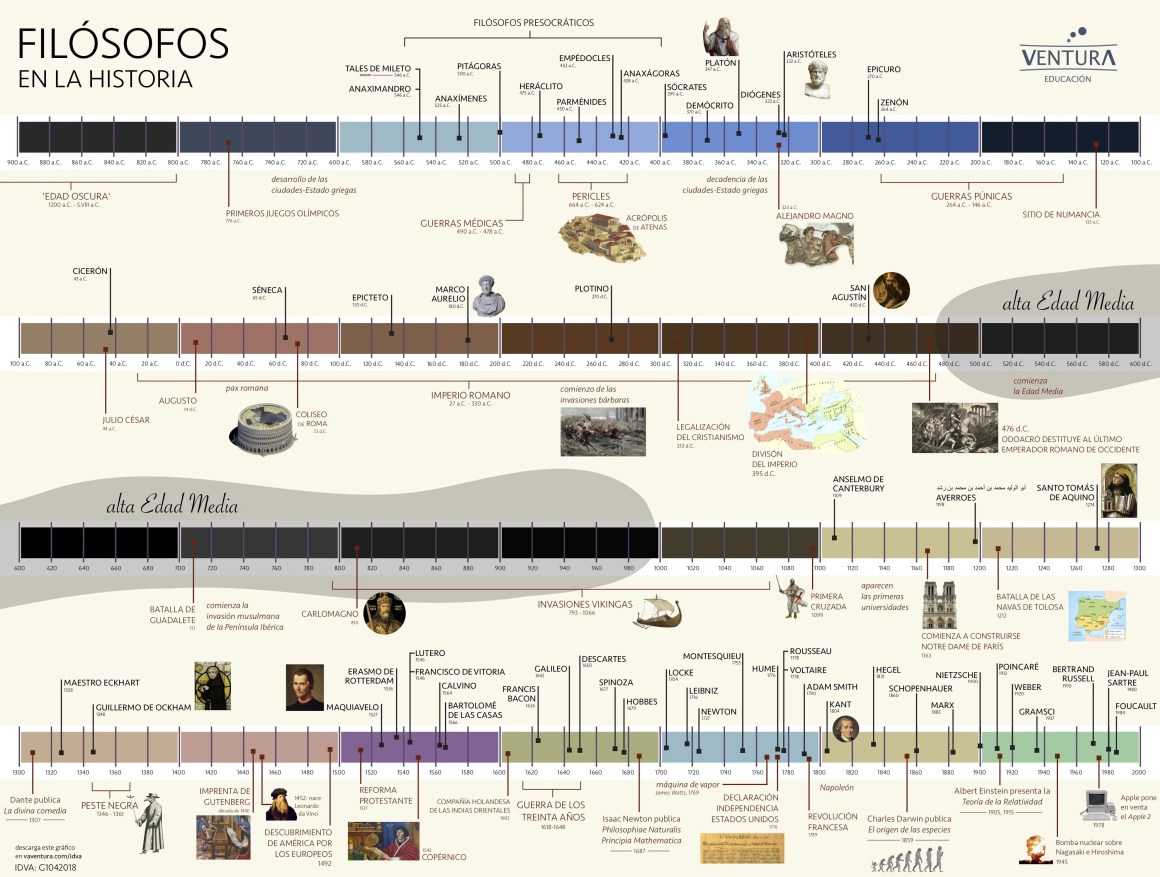 FILÓSOFOS
EN LA HISTORIA
VENTURA
EDUCACIÓN
FILÓSOFOS PRESOCRÁTICOS
TALES DE MILETO
546 a.C.
ANAXIMANDRO
546 a.C.
ANAXÍMENES
525 a.C.
PITÁGORAS
500 a.C.
HERÁCLITO
475 a.C.
EMPÉDOCLES
432 a.C.
PARMÉNIDES
450 a.C.
ANAXÁGORAS
428 a.C.
SÓCRATES
399 a.C.
DEMÓCRITO
370 a.C.
PLATÓN
347 a.C.
DIÓGENES
323 a.C.
ARISTÓTELES
322 a.C.
EPICURO
270 a.C.
ZENÓN
264 a.C.
900 a.C. 880 a.C. 860 a.C. 840 a.C. 820 a.C. 800 a.C. 780 a.C. 760 a.C. 740 a.C. 720 a.C. 700 a.C. 600 a.C. 580 a.C. 560 a.C. 540 a.C. 520 a.C. 500 a.C. 480 a.C. 460 a.C. 440 a.C. 420 a.C. 400 a.C. 380 a.C. 360 a.C. 340 a.C. 320 a.C. 300 a.C. 280 a.C. 260 a.C. 240 a.C. 220 a.C. 200 a.C. 180 a.C. 160 a.C. 140 a.C. 120 a.C. 100 a.C.
'EDAD OSCURA'
1200 a.C. - S.VIII a.C.
PRIMEROS JUEGOS OLÍMPICOS
776 a.C.
desarrollo de las
ciudades-Estado griegas
GUERRAS MÉDICAS
490 a.C. - 478 a.C.
PERICLES
664 a.C. - 624 a.C.
ACRÓPOLIS
DE ATENAS
decadencia de las
ciudades-Estado griegas
323 a.C.
ALEJANDRO MAGNO
GUERRAS PÚNICAS
264 a.C. - 146 a.C.
SITIO DE NUMANCIA
133 a.C.
CICERÓN
43 a.C.
SÉNECA
65 d.C.
EPICTETO
135 d.C.
MARCO
AURELIO
180 d.C.
PLOTINO
270 d.C.
SAN
AGUSTÍN
430 d.C.
alta Edad Media
100 a.C. 80 a.C. 60 a.C. 40 a.C. 20 a.C. 0 d.C. 20 d.C. 40 d.C. 60 d.C. 80 d.C. 100 d.C. 120 d.C. 140 d.C. 160 d.C. 180 d.C. 200 d.C. 220 d.C. 240 d.C. 260 d.C. 280 d.C. 300 d.C. 320 d.C. 340 d.C. 360 d.C. 380 d.C. 400 d.C. 420 d.C. 440 d.C. 460 d.C. 480 d.C. 500 d.C. 520 d.C. 540 d.C. 560 d.C. 580 d.C. 600 d.C.
JULIO CÉSAR
44 a.C.
AUGUSTO
14 d.C.
pax romana
COLISEO
DE ROMA
72 d.C.
IMPERIO ROMANO
27 a.C. - 330 a.C.
comienzo de las
invasiones bárbaras
LEGALIZACIÓN
DEL CRISTIANISMO
313 d.C.
DIVISÓN
DEL IMPERIO
395 d.C.
comienza
la Edad Media
476 d.C.
ODOACRO DESTITUYE AL ÚLTIMO
EMPERADOR ROMANO DE OCCIDENTE
alta Edad Media
ANSELMO DE
CANTERBURY
1109
أبو الوليد محمد بن أحمد بن محمد بن رشد
AVERROES
1198
SANTO TOMÁS
DE AQUINO
1274
600 620 640 660 680 700 720 740 760 780 800 820 840 860 880 900 920 940 960 980 1000 1020 1040 1060 1080 1100 1120 1140 1160 1180 1200 1220 1240 1260 1280 1300
BATALLA DE
GUADALETE
711
comienza la
invasión musulmana
de la Península Ibérica
CARLOMAGNO
814
INVASIONES VIKINGAS
793 - 1066
PRIMERA
CRUZADA
1099
aparecen
las primeras
universidades
COMIENZA A CONSTRUIRSE
NOTRE DAME DE PARÍS
1163
BATALLA DE LAS
NAVAS DE TOLOSA
1212
MAESTRO ECKHART
1328
GUILLERMO DE OCKHAM
1348
MAQUIAVELO
1527
ERASMO DE
ROTTERDAM
1536
LUTERO
1546
FRANCISCO DE VITORIA
1546
CALVINO
1564
BARTOLOMÉ
DE LAS CASAS
1566
FRANCIS
BACON
1626
GALILEO
1642
DESCARTES
1650
SPINOZA
1677
HOBBES
1679
LOCKE
1704
LEIBNIZ
1716
NEWTON
1727
MONTESQUIEU
1755
HUME
1776
ROUSSEAU
1778
VOLTAIRE
1778
ADAM SMITH
1790
KANT
1804
HEGEL
1831
SCHOPENHAUER
1860
MARX
1883
NIETZSCHE
1900
POINCARÉ
1912
WEBER
1920
GRAMSCI
1937
BERTRAND
RUSSELL
1970
JEAN-PAUL
SARTRE
1980
FOUCAULT
1984
1300 1320 1340 1360 1380 1400 1420 1440 1460 1480 1500 1520 1540 1560 1580 1600 1620 1640 1660 1680 1700 1720 1740 1760 1780 1800 1820 1840 1860 1880 1900 1920 1940 1960 1980 2000
Dante publica
La divina comedia
1307
PESTE NEGRA
1346 - 1361
IMPRENTA DE
GUTENBERG
década de 1440
1452: nace
Leonardo
da Vinci
DESCUBRIMIENTO
DE AMÉRICA POR
LOS EUROPEOS
1492
REFORMA
PROTESTANTE
1517
1543
COPÉRNICO
COMPAÑÍA HOLANDESA
DE LAS INDIAS ORIENTALES
1602
GUERRA DE LOS
TREINTA AÑOS
1618-1648
Isaac Newton publica
Philosophiae Naturalis
Principia Mathematica
1687
máquina de vapor
James Watts, 1769
DECLARACIÓN
INDEPENDENCIA
ESTADOS UNIDOS
1776
REVOLUCIÓN
FRANCESA
1789
Napoleón
Charles Darwin publica
El origen de las especies
1859
Albert Einstein presenta la
Teoría de la Relatividad
1905, 1915
Bomba nuclear sobre
Nagasaki e Hiroshima
1945
1978
Apple pone
en venta
el Apple 2
descarga este gráfico
en vaventura.com/idva
IDVA: G1042018